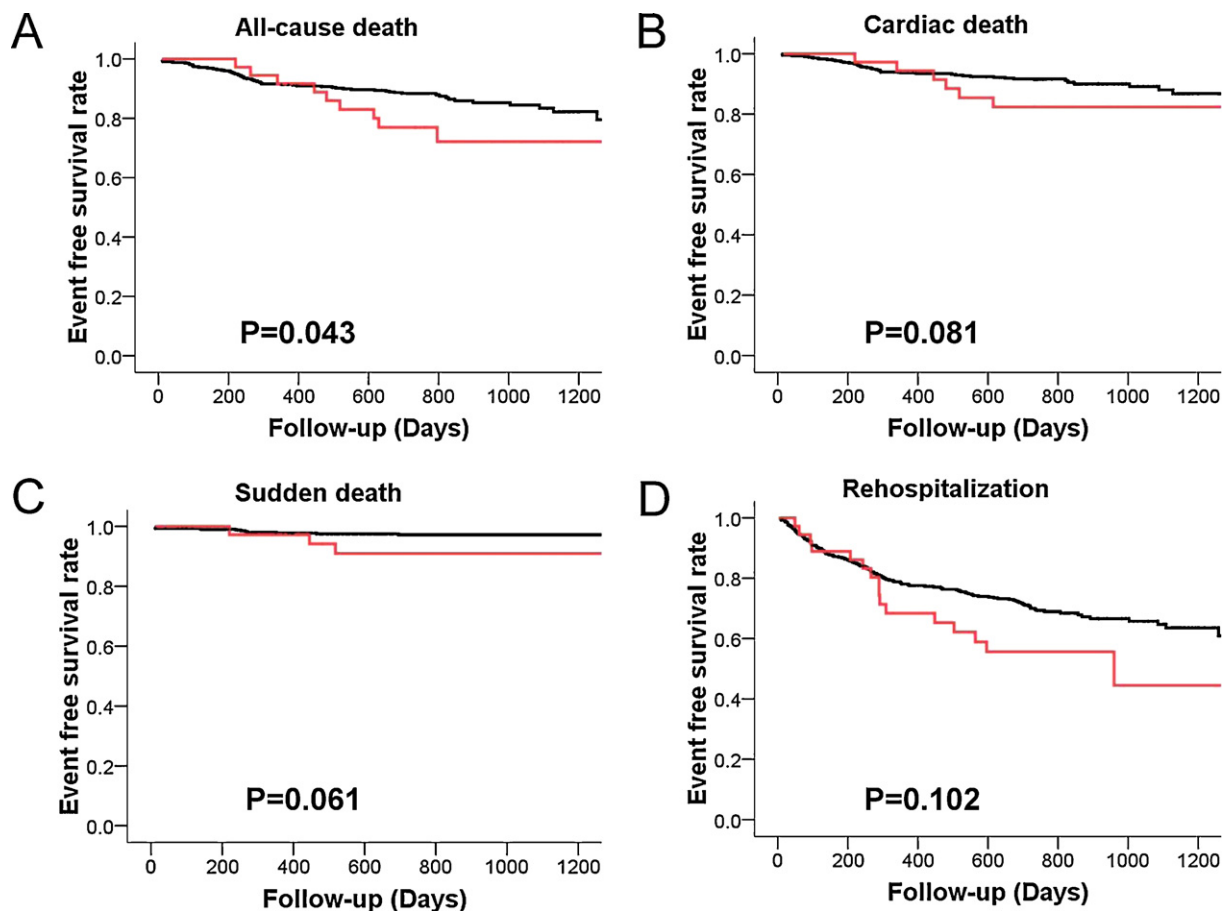 A
All-cause death
Event free survival rate
1.0
0.8
0.6
0.4
0.2
0.0
P=0.043
0 200 400 600 800 1000 1200
Follow-up (Days)
B
Cardiac death
Event free survival rate
1.0
0.8
0.6
0.4
0.2
0.0
P=0.081
0 200 400 600 800 1000 1200
Follow-up (Days)
C
Sudden death
Event free survival rate
1.0
0.8
0.6
0.4
0.2
0.0
P=0.061
0 200 400 600 800 1000 1200
Follow-up (Days)
D
Rehospitalization
Event free survival rate
1.0
0.8
0.6
0.4
0.2
0.0
P=0.102
0 200 400 600 800 1000 1200
Follow-up (Days)